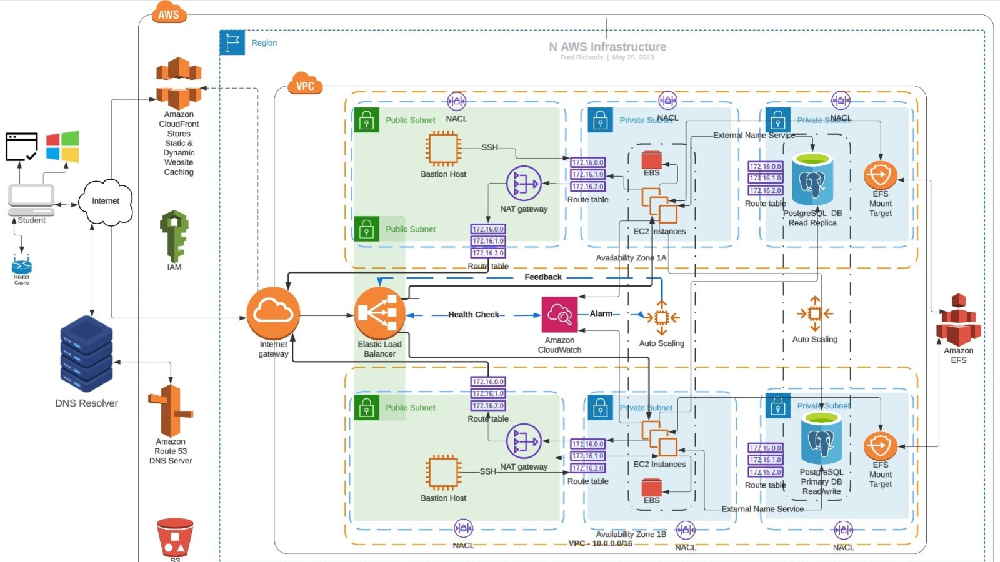 AWS
Region
N AWS Infrastructure
Fred Richards | May 26, 2023
VPC
Amazon
CloudFront
Stores
Static &
Dynamic
Website
Caching
Student
Internet
Router
Cache
IAM
DNS Resolver
Amazon
Route 53
DNS Server
S3
Internet
gateway
NACL
Public Subnet
Bastion Host
SSH
NAT gateway
Public Subnet
172.16.0.0
172.16.1.0
172.16.2.0
Route table
NACL
Private Subnet
172.16.0.0
172.16.1.0
172.16.2.0
Route table
EBS
EC2 Instances
Availability Zone 1A
NACL
Private Subnet
External Name Service
172.16.0.0
172.16.1.0
172.16.2.0
Route table
PostgreSQL DB
Read Replica
EFS
Mount
Target
Feedback
Elastic Load
Balancer
Health Check
Amazon
CloudWatch
Alarm
Auto Scaling
Auto Scaling
Amazon
EFS
172.16.0.0
172.16.1.0
172.16.2.0
Route table
Public Subnet
NAT gateway
SSH
Bastion Host
NACL
Private Subnet
172.16.0.0
172.16.1.0
172.16.2.0
Route table
EC2 Instances
EBS
Availability Zone 1B
VPC - 10.0.0.0/16
NACL
Private Subnet
172.16.0.0
172.16.1.0
172.16.2.0
Route table
PostgreSQL
Primary DB
Read/write
EFS
Mount
Target
External Name Service
NACL